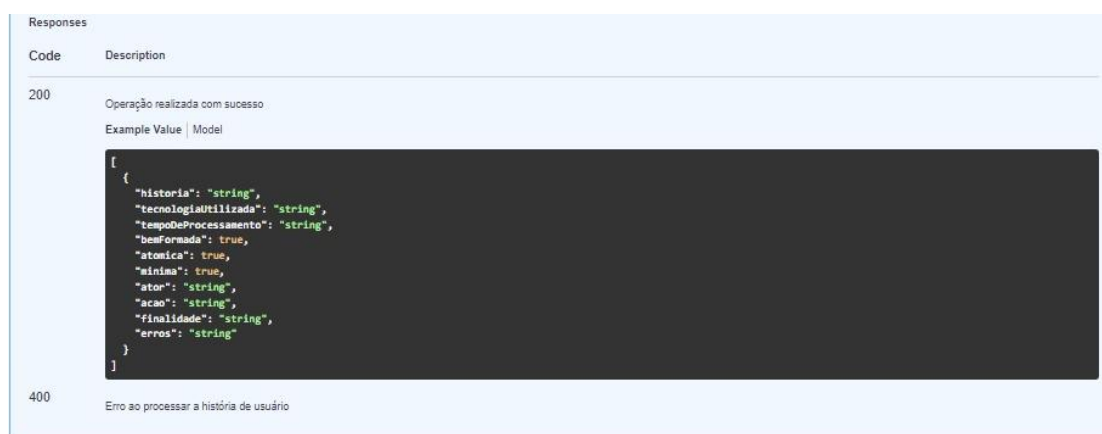 Responses
Code Description
200
Operação realizada com sucesso
Example Value | Model
[
  {
    "historia": "string",
    "tecnologiaUtilizada": "string",
    "tempoDeProcessamento": "string",
    "bemFormada": true,
    "atomica": true,
    "minima": true,
    "ator": "string",
    "acao": "string",
    "finalidade": "string",
    "erros": "string"
  }
]
400
Erro ao processar a história de usuário